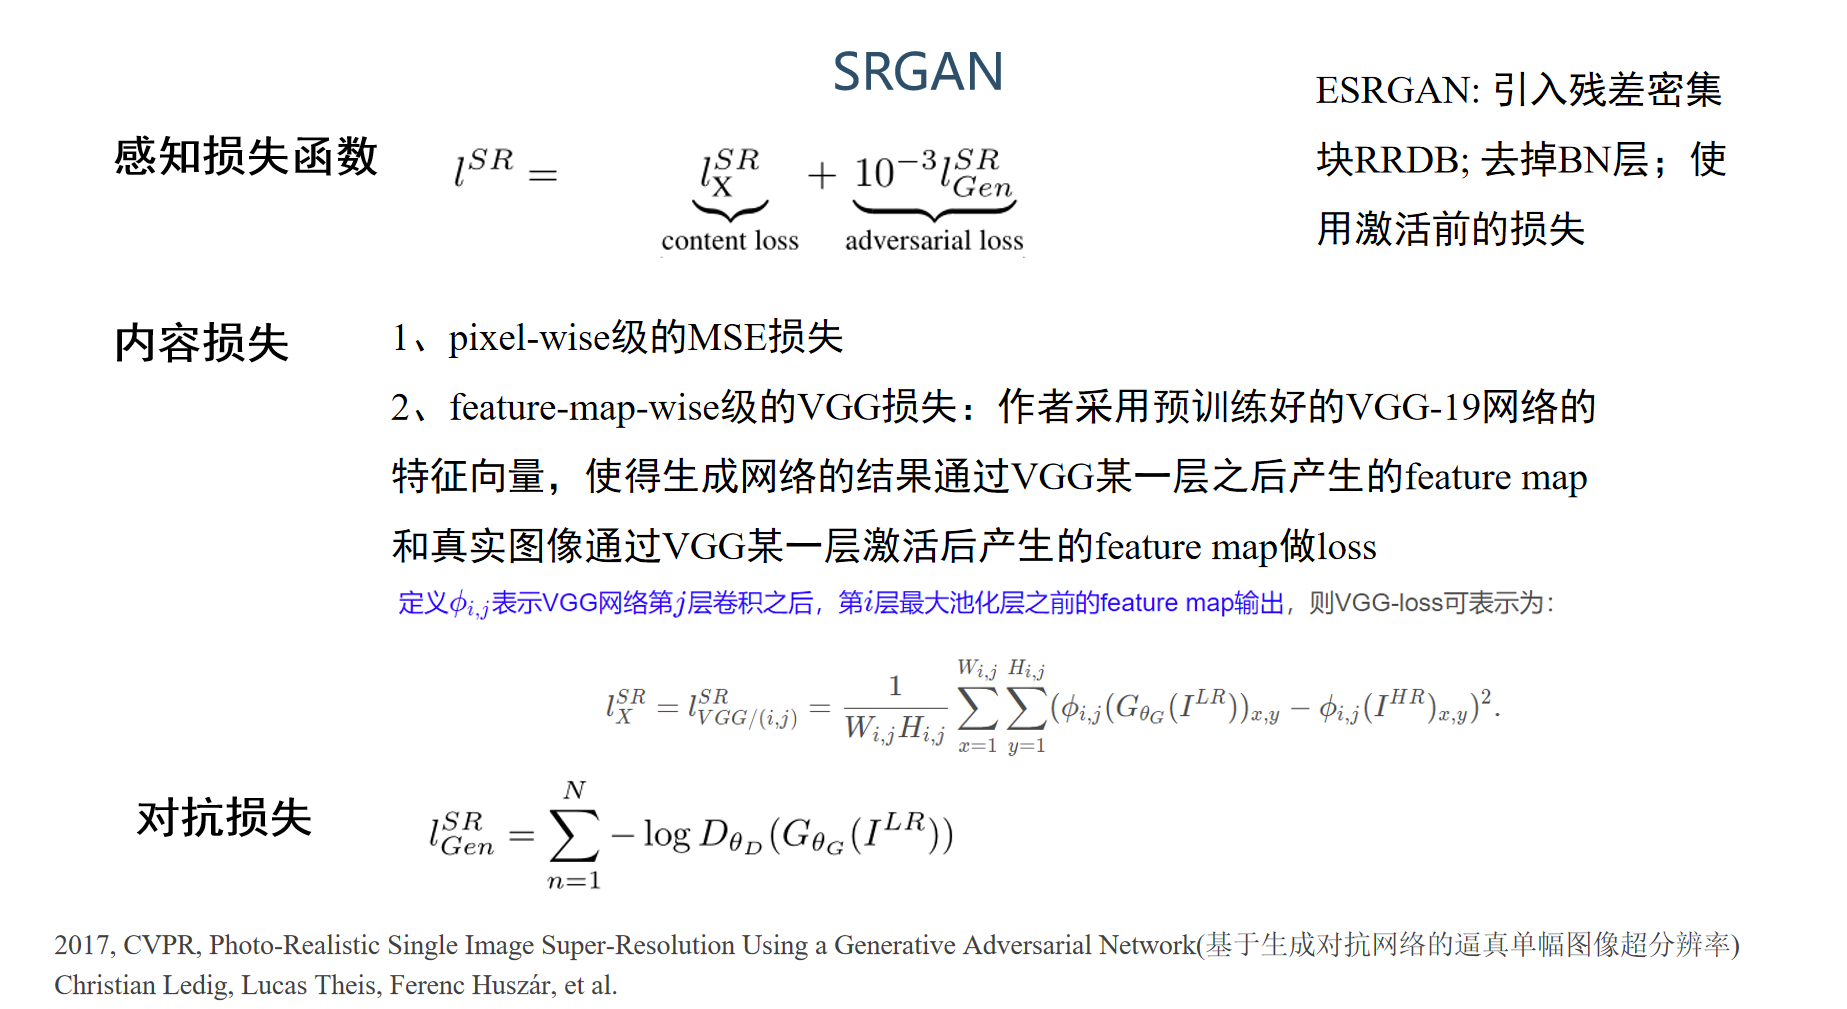 SRGAN
ESRGAN: 引入残差密集
块RRDB; 去掉BN层；使
用激活前的损失
感知损失函数
l^{SR} = l_X^{SR} + 10^{-3} l_{Gen}^{SR}
content loss adversarial loss
内容损失
1、pixel-wise级的MSE损失
2、feature-map-wise级的VGG损失：作者采用预训练好的VGG-19网络的
特征向量，使得生成网络的结果通过VGG某一层之后产生的feature map
和真实图像通过VGG某一层激活后产生的feature map做loss
定义ϕ_{i,j}表示VGG网络第j层卷积之后，第i层最大池化层之前的feature map输出，则VGG-loss可表示为：
l_X^{SR} = l_{VGG/(i,j)}^{SR} = \frac{1}{W_{i,j}H_{i,j}} \sum_{x=1}^{W_{i,j}} \sum_{y=1}^{H_{i,j}} (ϕ_{i,j}(G_{θ_G}(I^{LR}))_{x,y} − ϕ_{i,j}(I^{HR})_{x,y})^2.
对抗损失
l_{Gen}^{SR} = \sum_{n=1}^{N} − log D_{θ_D}(G_{θ_G}(I^{LR}))
2017, CVPR, Photo-Realistic Single Image Super-Resolution Using a Generative Adversarial Network(基于生成对抗网络的逼真单幅图像超分辨率)
Christian Ledig, Lucas Theis, Ferenc Huszár, et al.